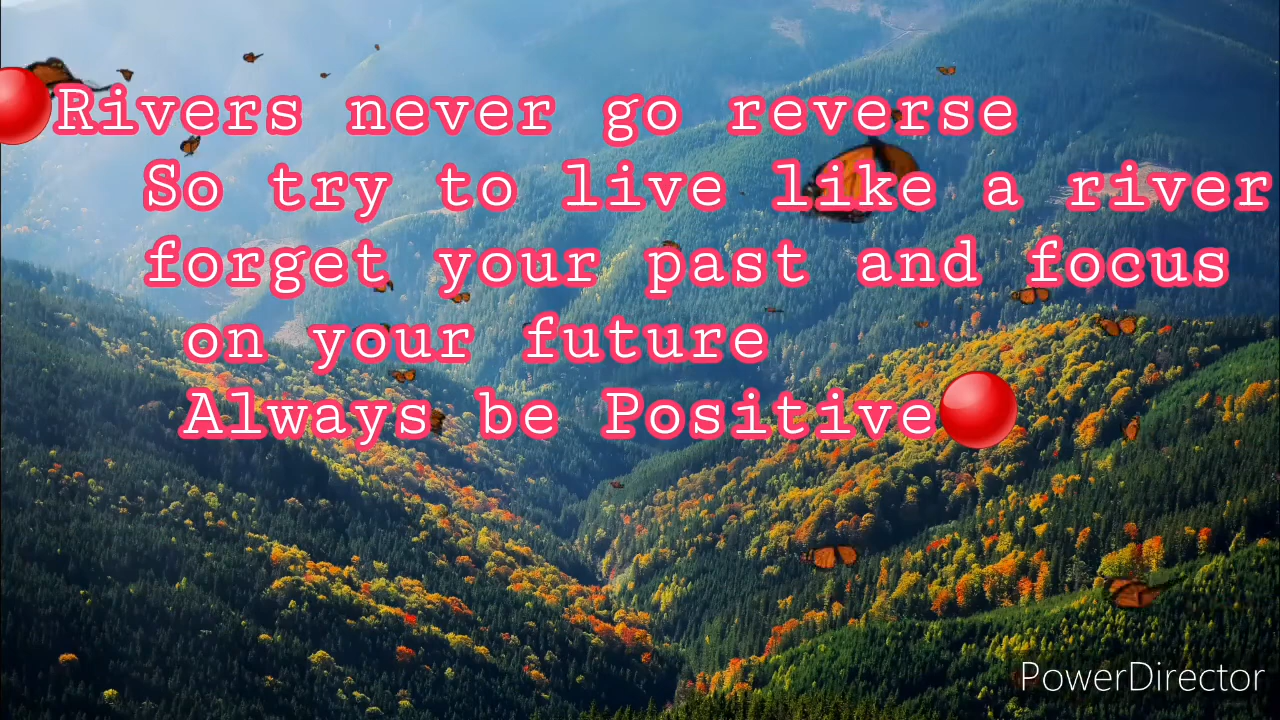 Rivers never go reverse
So try to live like a river
forget your past and focus
on your future
Always be Positive
PowerDirector